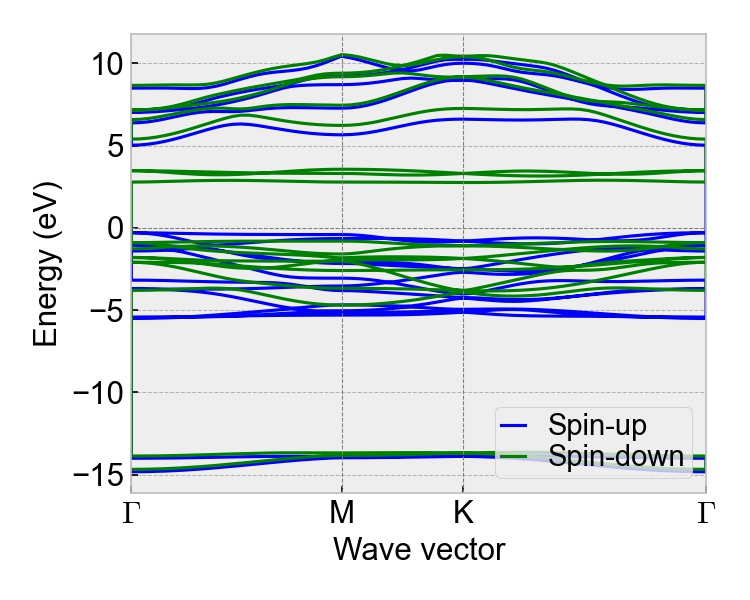 10
5
0
−5
−10
−15
Energy (eV)
Spin-up
Spin-down
Γ M K Γ
Wave vector